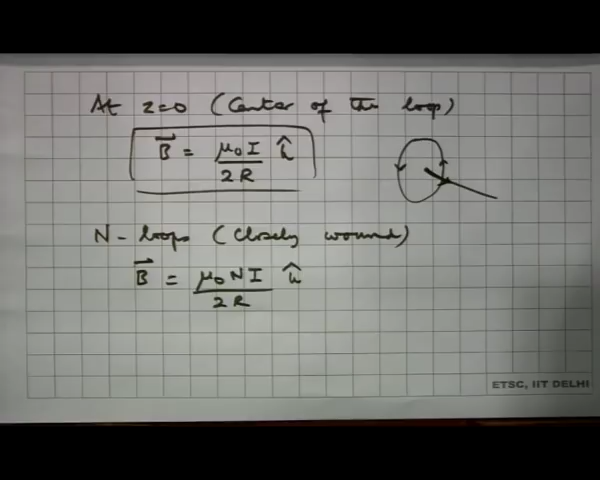 At z=0 (Center of the loop)
B⃗ = μ₀I / 2R k̂
N-loops (Closely wound)
B⃗ = μ₀NI / 2R k̂
ETSC, IIT DELHI